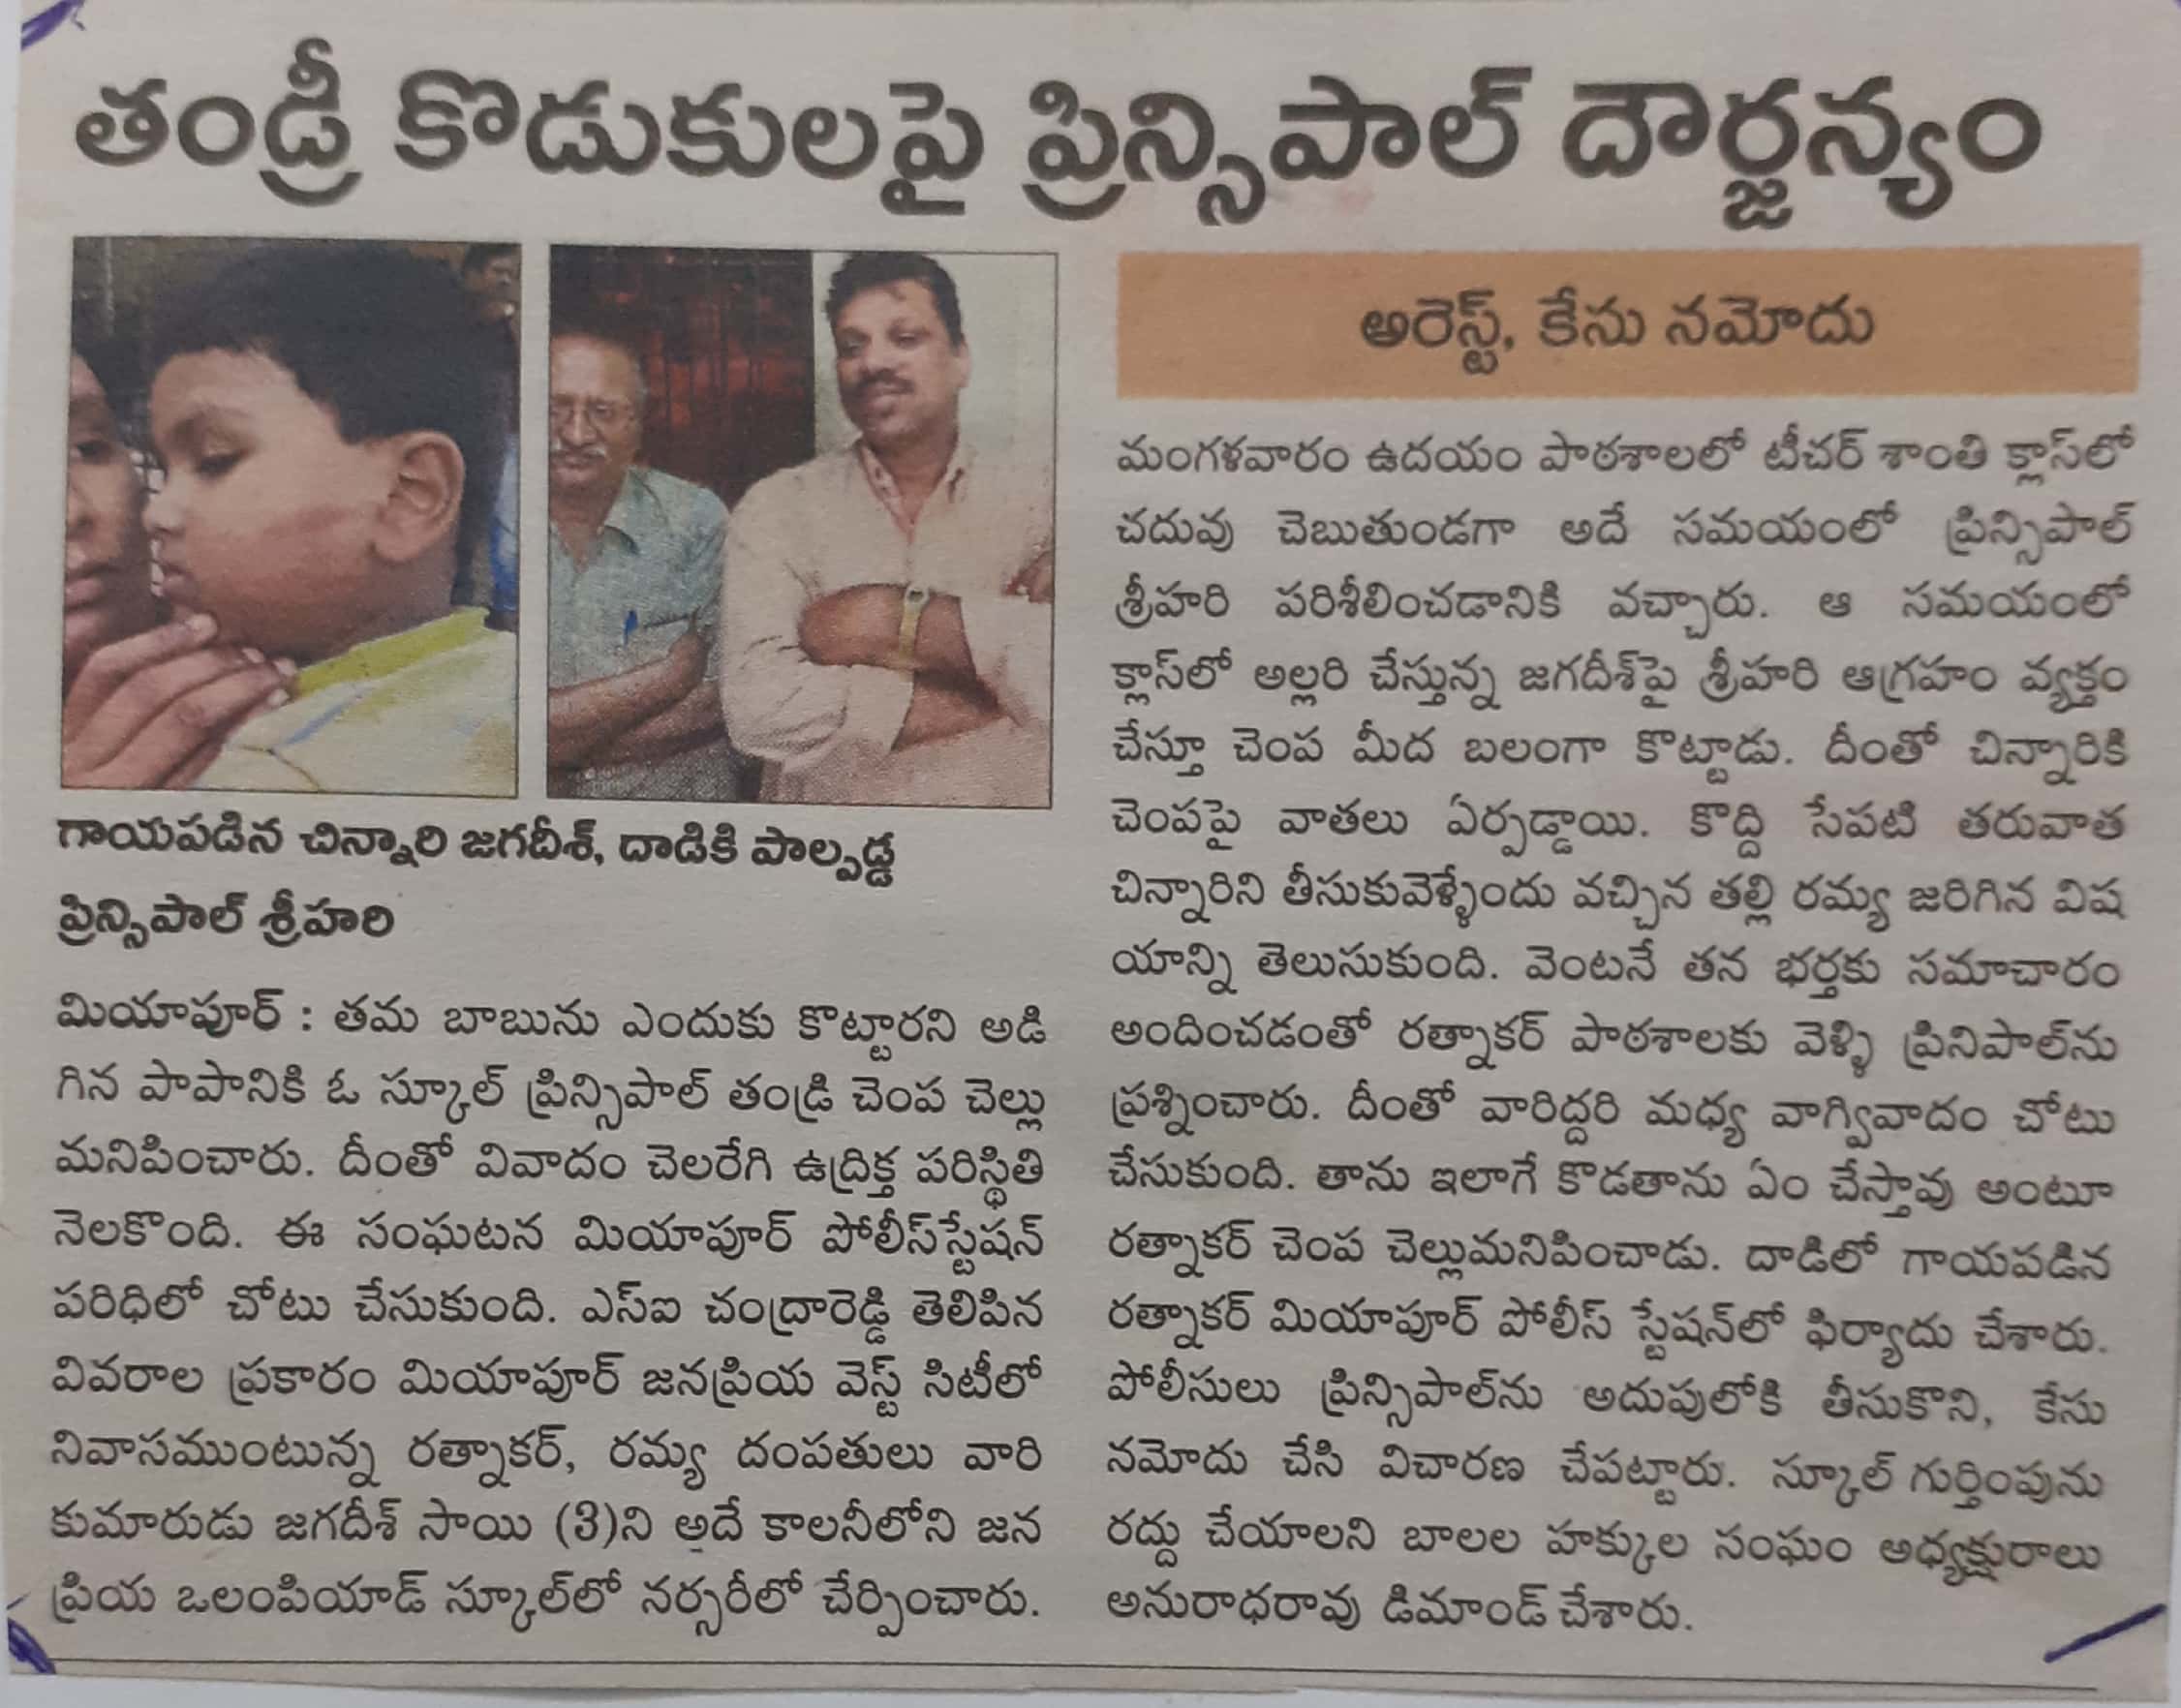 తండ్రీ కొడుకులపై ప్రిన్సిపాల్ దౌర్జన్యం
గాయపడిన చిన్నారి జగదీశ్, దాడికి పాల్పడ్డ
ప్రిన్సిపాల్ శ్రీహరి
మియాపూర్ : తమ బాబును ఎందుకు కొట్టారని అడి
గిన పాపానికి ఓ స్కూల్ ప్రిన్సిపాల్ తండ్రి చెంప చెల్లు
మనిపించారు. దీంతో వివాదం చెలరేగి ఉద్రిక్త పరిస్థితి
నెలకొంది. ఈ సంఘటన మియాపూర్ పోలీస్‌స్టేషన్
పరిధిలో చోటు చేసుకుంది. ఎస్ఐ చంద్రారెడ్డి తెలిపిన
వివరాల ప్రకారం మియాపూర్ జనప్రియ వెస్ట్ సిటీలో
నివాసముంటున్న రత్నాకర్, రమ్య దంపతులు వారి
కుమారుడు జగదీశ్ సాయి (3)ని అదే కాలనీలోని జన
ప్రియ ఒలంపియాడ్ స్కూల్‌లో నర్సరీలో చేర్పించారు.
అరెస్ట్, కేసు నమోదు
మంగళవారం ఉదయం పాఠశాలలో టీచర్ శాంతి క్లాస్‌లో
చదువు చెబుతుండగా అదే సమయంలో ప్రిన్సిపాల్
శ్రీహరి పరిశీలించడానికి వచ్చారు. ఆ సమయంలో
క్లాస్‌లో అల్లరి చేస్తున్న జగదీశ్‌పై శ్రీహరి ఆగ్రహం వ్యక్తం
చేస్తూ చెంప మీద బలంగా కొట్టాడు. దీంతో చిన్నారికి
చెంపపై వాతలు ఏర్పడ్డాయి. కొద్ది సేపటి తరువాత
చిన్నారిని తీసుకువెళ్ళేందు వచ్చిన తల్లి రమ్య జరిగిన విష
యాన్ని తెలుసుకుంది. వెంటనే తన భర్తకు సమాచారం
అందించడంతో రత్నాకర్ పాఠశాలకు వెళ్ళి ప్రినిపాల్‌ను
ప్రశ్నించారు. దీంతో వారిద్దరి మధ్య వాగ్వివాదం చోటు
చేసుకుంది. తాను ఇలాగే కొడతాను ఏం చేస్తావు అంటూ
రత్నాకర్ చెంప చెల్లుమనిపించాడు. దాడిలో గాయపడిన
రత్నాకర్ మియాపూర్ పోలీస్ స్టేషన్‌లో ఫిర్యాదు చేశారు.
పోలీసులు ప్రిన్సిపాల్‌ను అదుపులోకి తీసుకొని, కేసు
నమోదు చేసి విచారణ చేపట్టారు. స్కూల్ గుర్తింపును
రద్దు చేయాలని బాలల హక్కుల సంఘం అధ్యక్షురాలు
అనురాధరావు డిమాండ్ చేశారు.